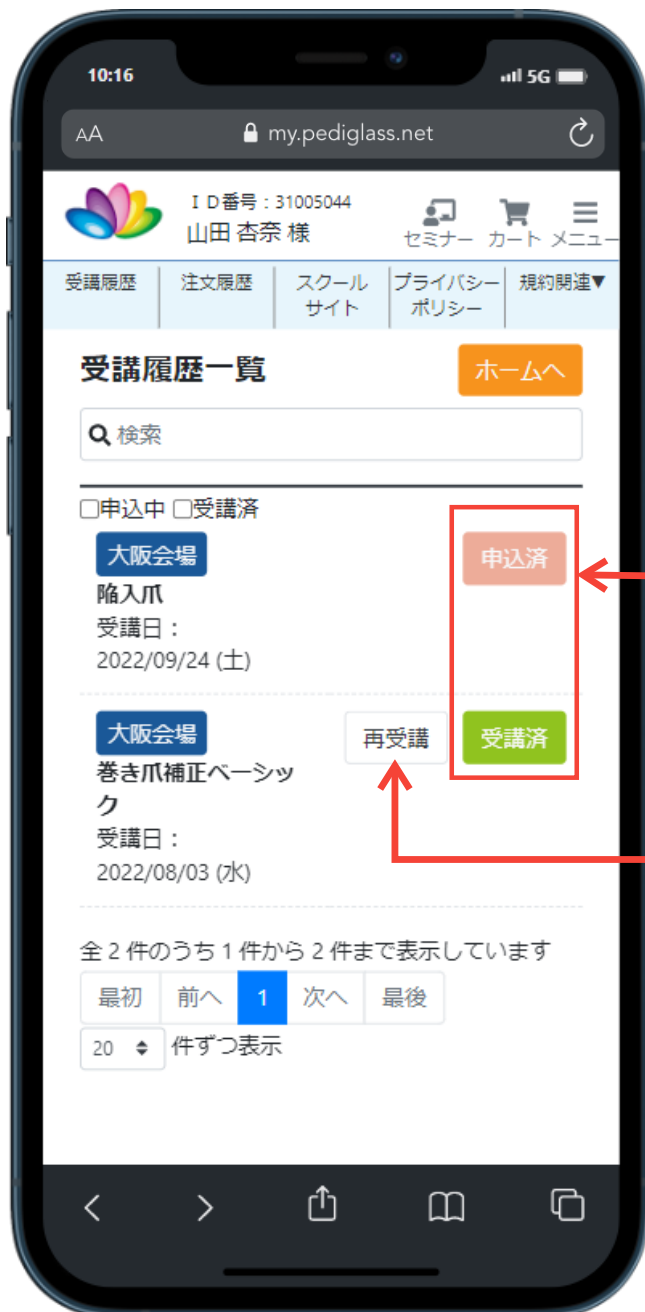 10:16
5G
AA my.pediglass.net
ＩＤ番号：31005044
山田 杏奈 様
セミナー カート メニュー
受講履歴 注文履歴 スクール プライバシー 規約関連▼
サイト ポリシー
受講履歴一覧 ホームへ
検索
□申込中 □受講済
大阪会場 申込済
陥入爪
受講日：
2022/09/24 (土)
大阪会場 再受講 受講済
巻き爪補正ベーシッ
ク
受講日：
2022/08/03 (水)
全 2 件のうち 1 件から 2 件まで表示しています
最初 前へ 1 次へ 最後
20 件ずつ表示